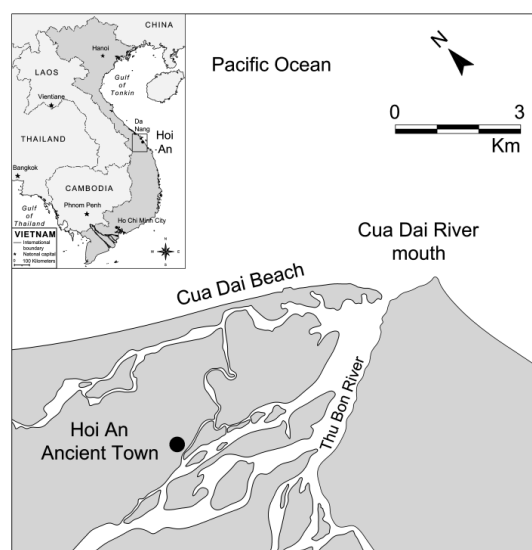 CHINA
Hanoi
LAOS
Gulf
of
Tonkin
Vientiane
Da
Nang
Hoi
An
THAILAND
Bangkok
CAMBODIA
Phnom Penh
Gulf
of
Thailand
Ho Chi Minh City
VIETNAM
International
boundary
National capital
0 100 Kilometers
Pacific Ocean
N
0 3
Km
Cua Dai River
mouth
Cua Dai Beach
Thu Bon River
Hoi An
Ancient Town